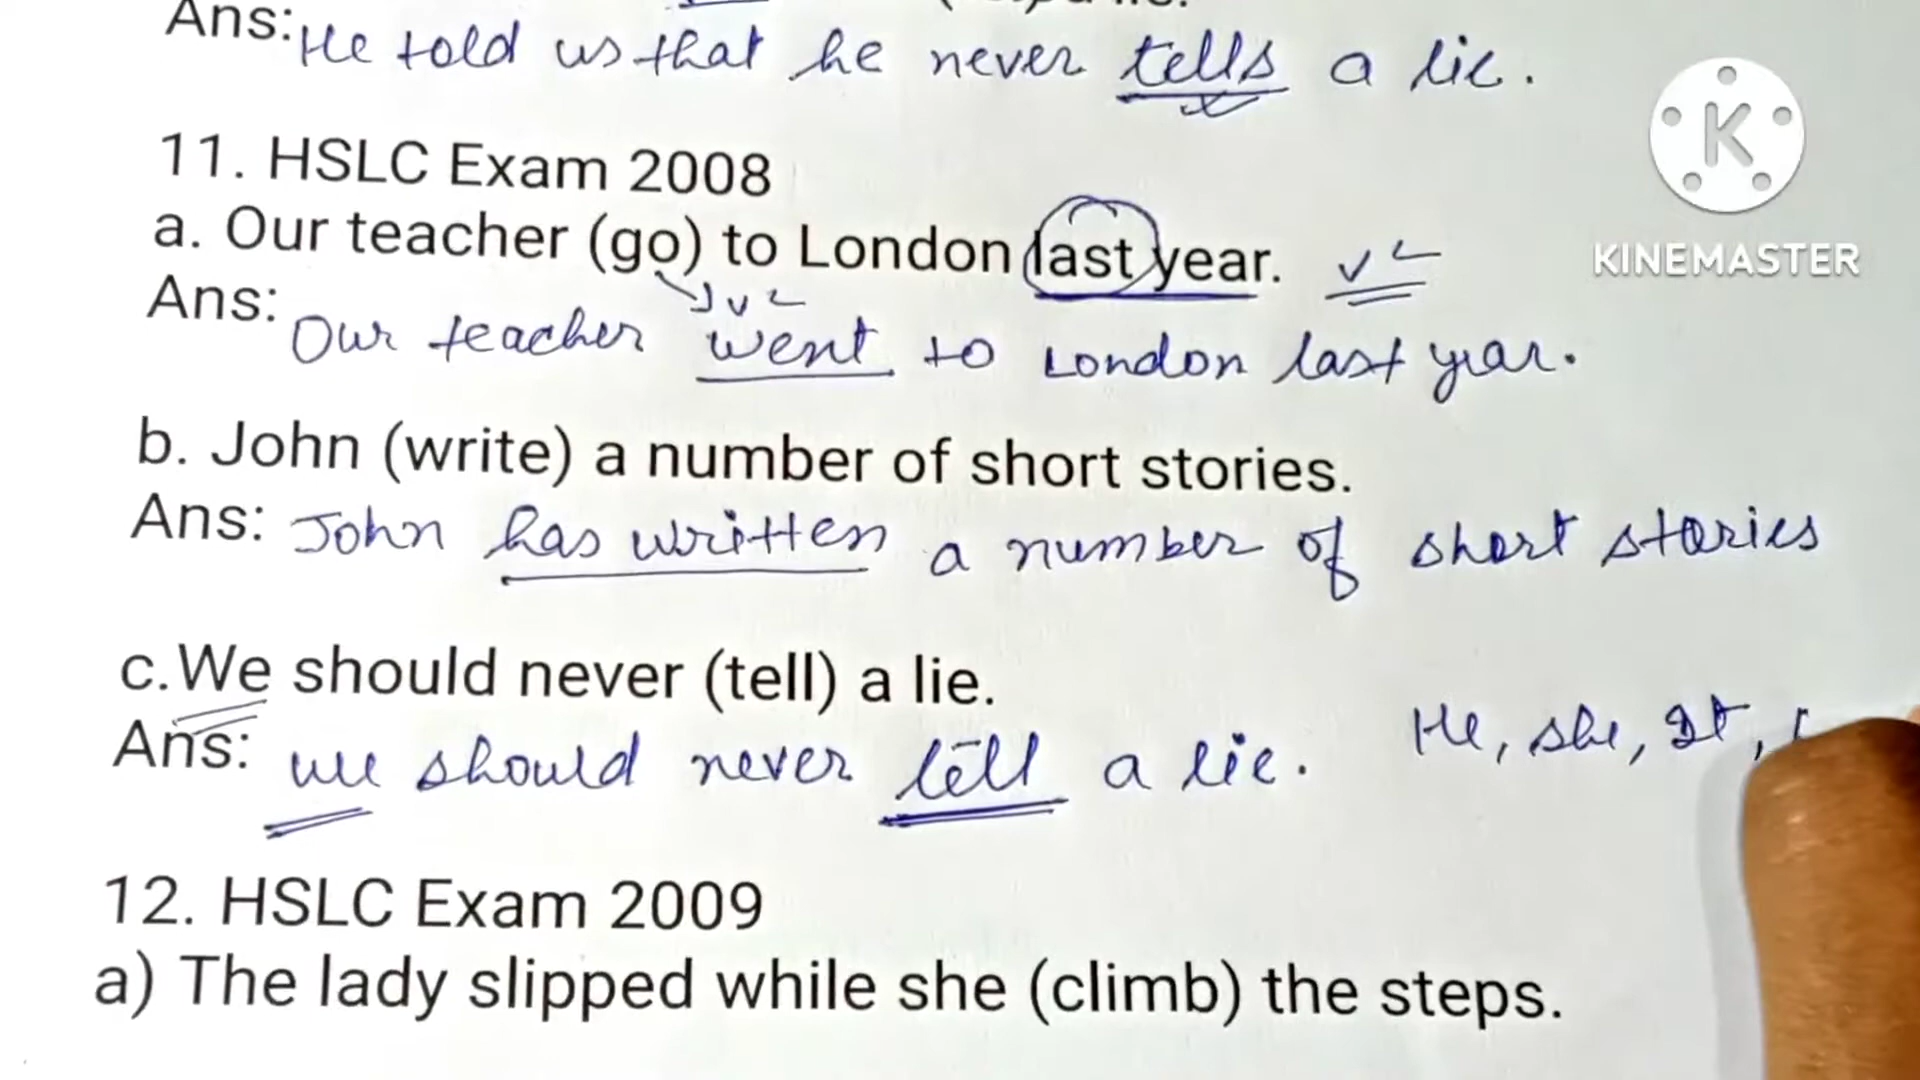 Ans: He told us that he never tells a lie.
11. HSLC Exam 2008
a. Our teacher (go) to London last year. V2
V2
Ans: Our teacher went to London last year.
b. John (write) a number of short stories.
Ans: John has written a number of short stories
c.We should never (tell) a lie.
Ans: we should never tell a lie. He, she, It,
12. HSLC Exam 2009
a) The lady slipped while she (climb) the steps.
K
KINEMASTER